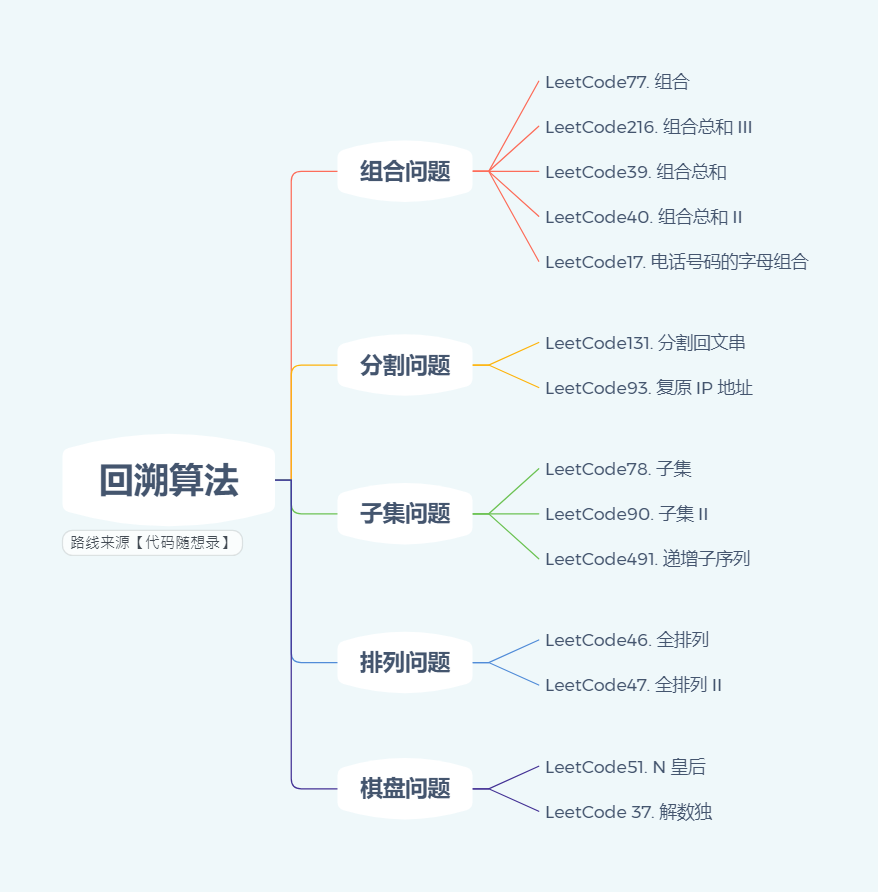 回溯算法
路线来源【代码随想录】
组合问题
LeetCode77. 组合
LeetCode216. 组合总和 III
LeetCode39. 组合总和
LeetCode40. 组合总和 II
LeetCode17. 电话号码的字母组合
分割问题
LeetCode131. 分割回文串
LeetCode93. 复原 IP 地址
子集问题
LeetCode78. 子集
LeetCode90. 子集 II
LeetCode491. 递增子序列
排列问题
LeetCode46. 全排列
LeetCode47. 全排列 II
棋盘问题
LeetCode51. N 皇后
LeetCode 37. 解数独